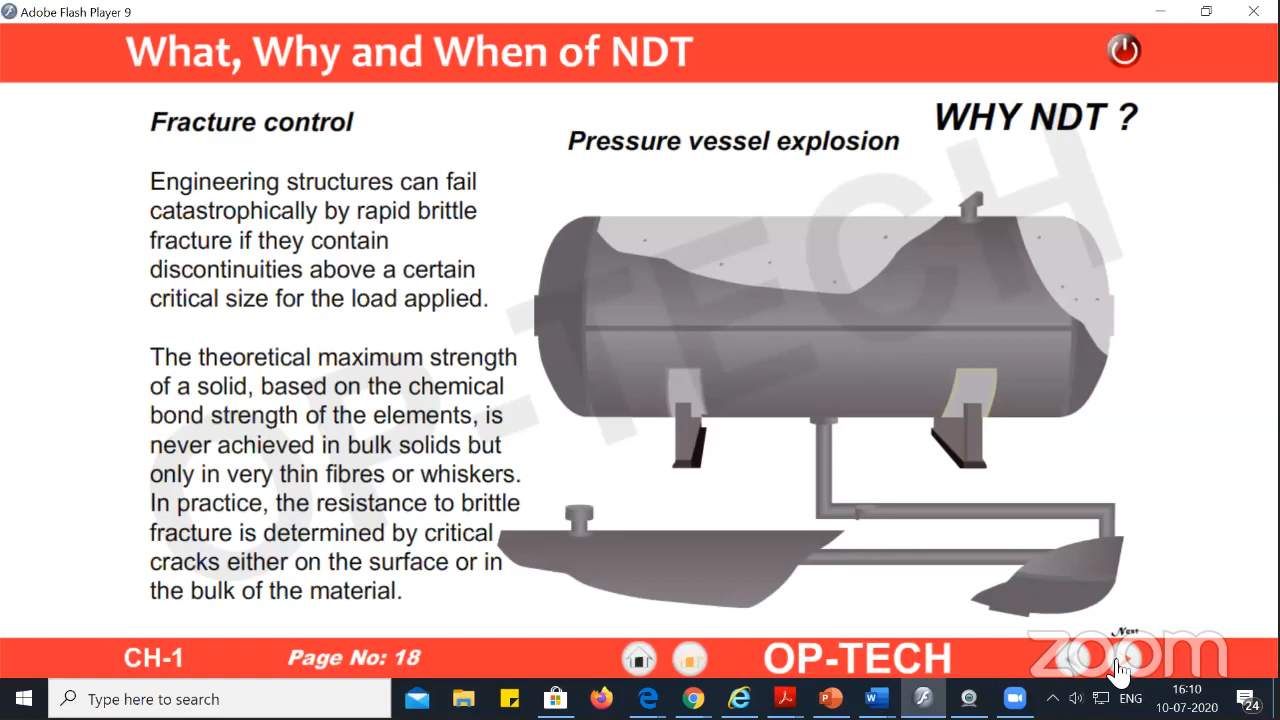 Adobe Flash Player 9
What, Why and When of NDT
WHY NDT ?
Fracture control
Pressure vessel explosion
Engineering structures can fail
catastrophically by rapid brittle
fracture if they contain
discontinuities above a certain
critical size for the load applied.
The theoretical maximum strength
of a solid, based on the chemical
bond strength of the elements, is
never achieved in bulk solids but
only in very thin fibres or whiskers.
In practice, the resistance to brittle
fracture is determined by critical
cracks either on the surface or in
the bulk of the material.
OP-TECH
Next
CH-1
Page No: 18
OP-TECH
zoom
Type here to search
ENG
16:10
10-07-2020
24